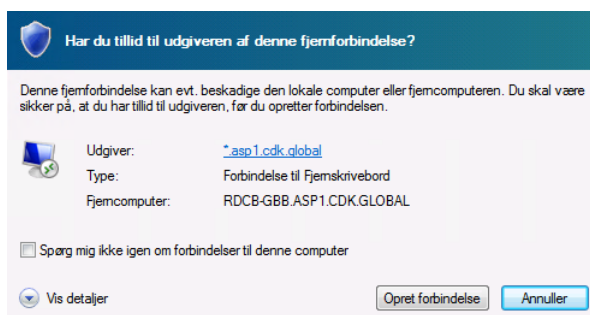 Har du tillid til udgiveren af denne fjernforbindelse?
Denne fjernforbindelse kan evt. beskadige den lokale computer eller fjerncomputeren. Du skal være
sikker på, at du har tillid til udgiveren, før du opretter forbindelsen.
Udgiver: *.asp1.cdk.global
Type: Forbindelse til Fjernskrivebord
Fjerncomputer: RDCB-GBB.ASP1.CDK.GLOBAL
Spørg mig ikke igen om forbindelser til denne computer
Vis detaljer Opret forbindelse Annuller